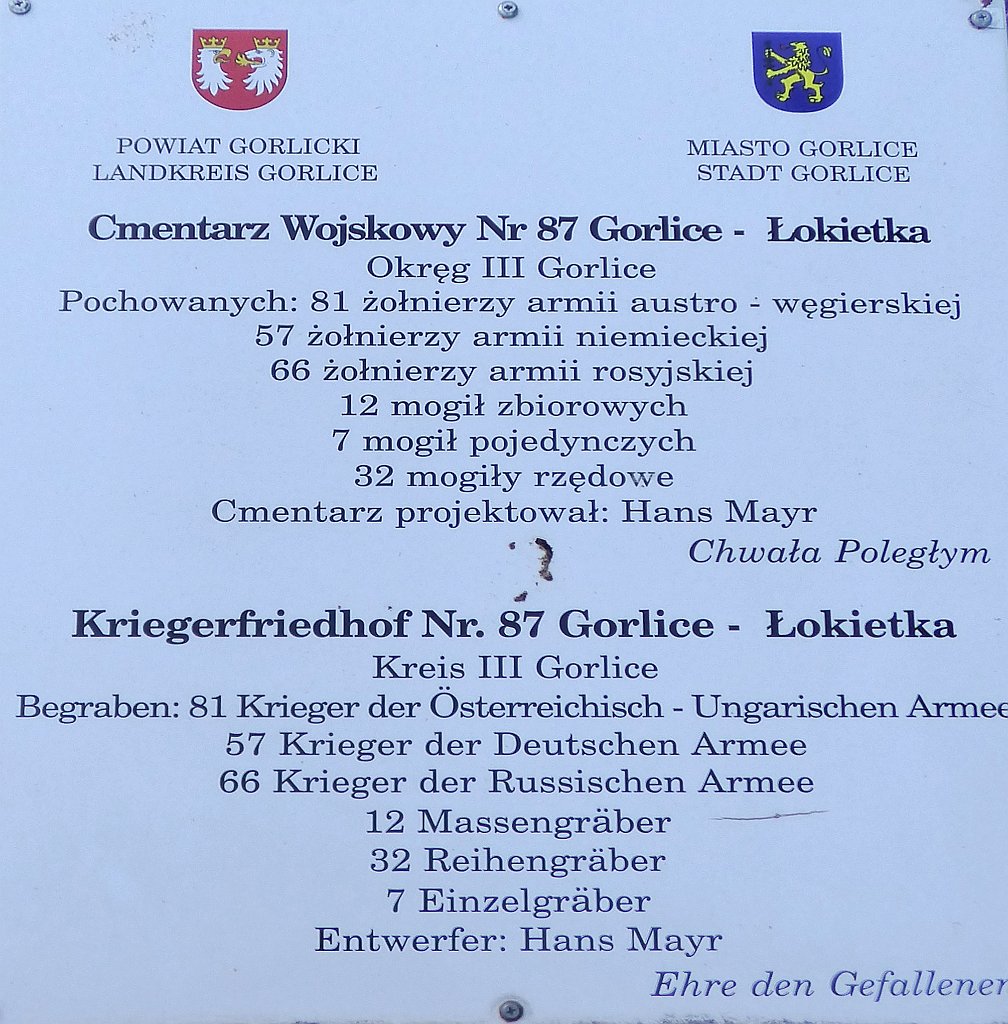 POWIAT GORLICKI
LANDKREIS GORLICE
MIASTO GORLICE
STADT GORLICE
Cmentarz Wojskowy Nr 87 Gorlice - Łokietka
Okręg III Gorlice
Pochowanych: 81 żołnierzy armii austro - węgierskiej
57 żołnierzy armii niemieckiej
66 żołnierzy armii rosyjskiej
12 mogił zbiorowych
7 mogił pojedynczych
32 mogiły rzędowe
Cmentarz projektował: Hans Mayr
Chwała Poległym
Kriegerfriedhof Nr. 87 Gorlice - Łokietka
Kreis III Gorlice
Begraben: 81 Krieger der Österreichisch - Ungarischen Armee
57 Krieger der Deutschen Armee
66 Krieger der Russischen Armee
12 Massengräber
32 Reihengräber
7 Einzelgräber
Entwerfer: Hans Mayr
Ehre den Gefallenen